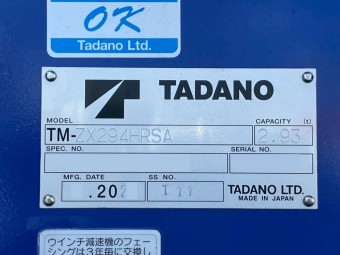 OK
Tadano Ltd.
TADANO
MODEL CAPACITY (t)
TM-ZX294HRSA 2.93
SPEC. NO. SERIAL NO.
MFG. DATE SS NO.
.202 TADANO LTD.
MADE IN JAPAN
ウインチ減速機のフェー
シングは3年毎に交換し